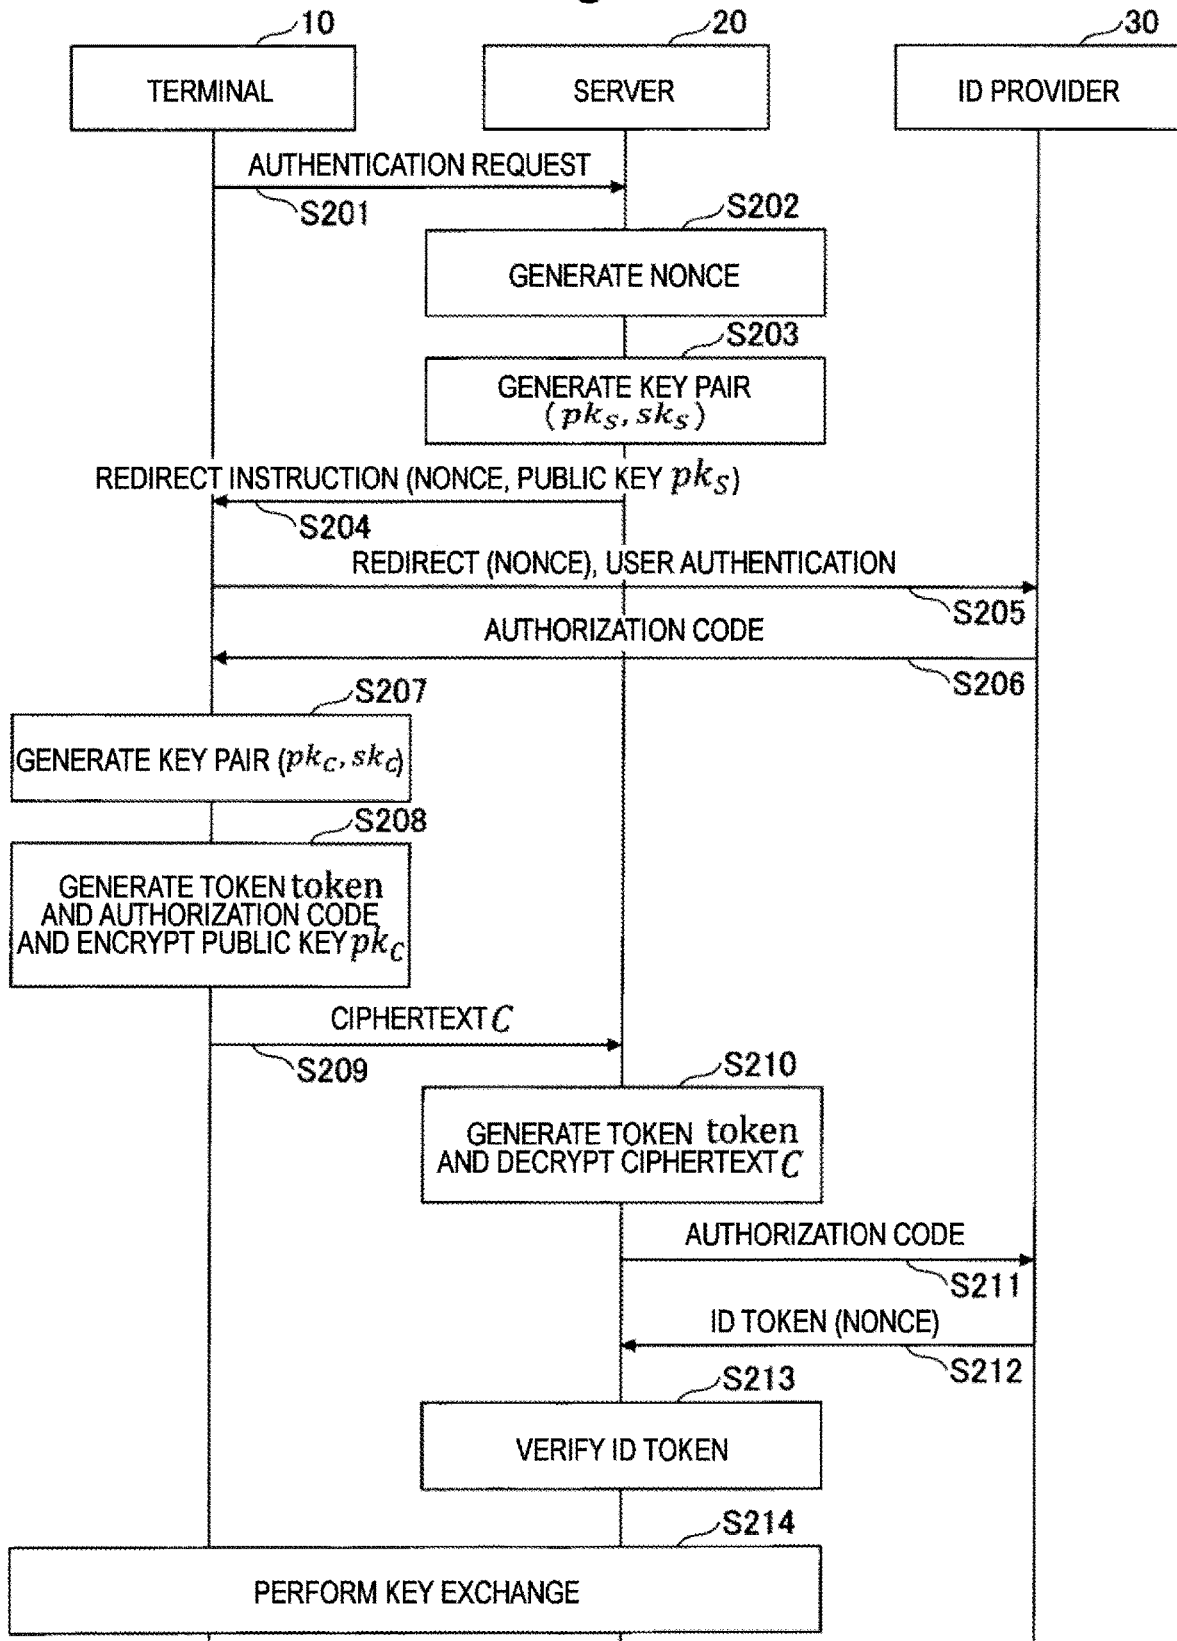 10
20
30
TERMINAL
SERVER
ID PROVIDER
AUTHENTICATION REQUEST
S201
S202
GENERATE NONCE
S203
GENERATE KEY PAIR
(pk_S, sk_S)
REDIRECT INSTRUCTION (NONCE, PUBLIC KEY pk_S)
S204
REDIRECT (NONCE), USER AUTHENTICATION
S205
AUTHORIZATION CODE
S206
S207
GENERATE KEY PAIR (pk_C, sk_C)
S208
GENERATE TOKEN token
AND AUTHORIZATION CODE
AND ENCRYPT PUBLIC KEY pk_C
CIPHERTEXT C
S209
S210
GENERATE TOKEN token
AND DECRYPT CIPHERTEXT C
AUTHORIZATION CODE
S211
ID TOKEN (NONCE)
S212
S213
VERIFY ID TOKEN
S214
PERFORM KEY EXCHANGE